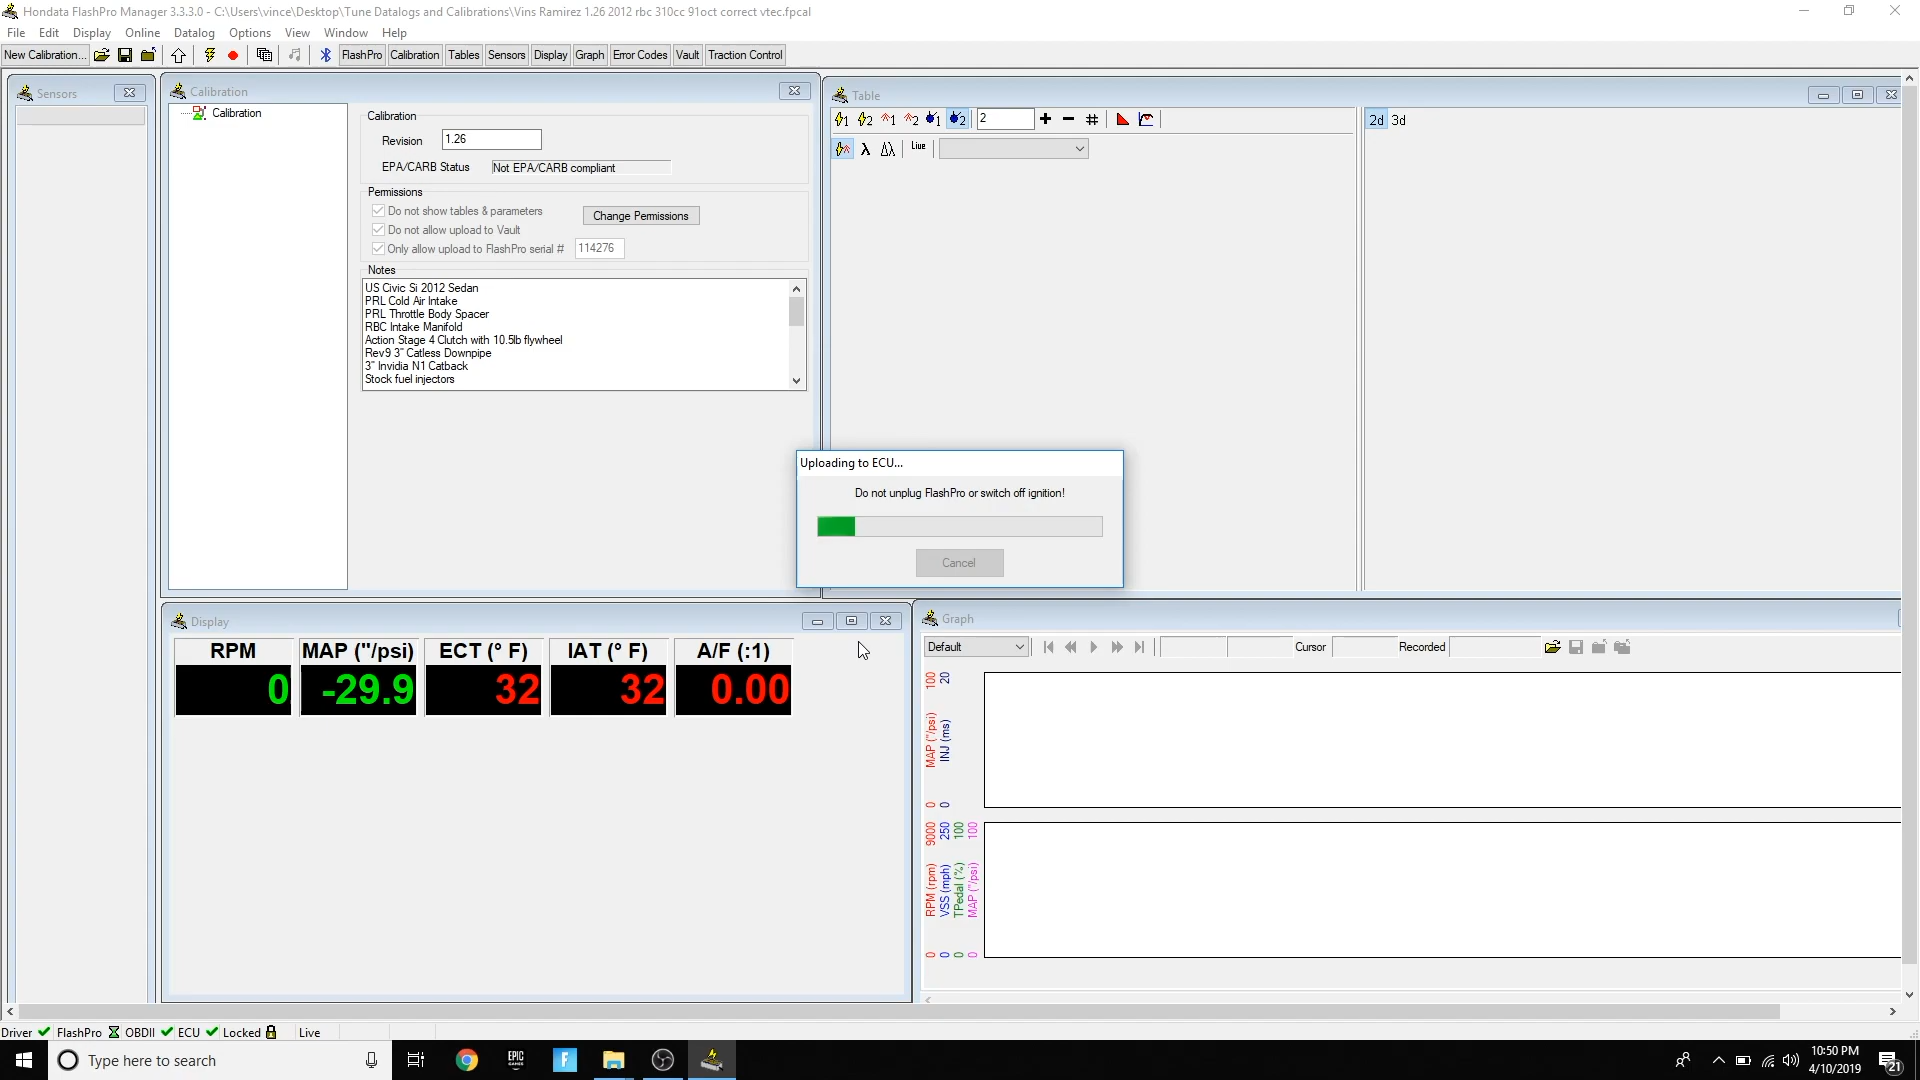 Hondata FlashPro Manager 3.3.3.0 - C:\Users\vince\Desktop\Tune Datalogs and Calibrations\Vins Ramirez 1.26 2012 rbc 310cc 91oct correct vtec.fpcal
File Edit Display Online Datalog Options View Window Help
New Calibration... FlashPro Calibration Tables Sensors Display Graph Error Codes Vault Traction Control
Sensors
Calibration
Calibration
Calibration
Revision 1.26
EPA/CARB Status Not EPA/CARB compliant
Permissions
Do not show tables & parameters
Change Permissions
Do not allow upload to Vault
Only allow upload to FlashPro serial # 114276
Notes
US Civic Si 2012 Sedan
PRL Cold Air Intake
PRL Throttle Body Spacer
RBC Intake Manifold
Action Stage 4 Clutch with 10.5lb flywheel
Rev9 3" Catless Downpipe
3" Invidia N1 Catback
Stock fuel injectors
Table
1 2 1 2 1 2 2
λ Live
2d 3d
Uploading to ECU...
Do not unplug FlashPro or switch off ignition!
Cancel
Display
RPM MAP ("/psi) ECT (° F) IAT (° F) A/F (:1)
0 -29.9 32 32 0.00
Graph
Default Cursor Recorded
100 20
MAP ("/psi) INJ (ms)
0 0
9000 250 100 100
RPM (rpm) VSS (mph) TPedal (%) MAP ("/psi)
0 0 0 0
Driver FlashPro OBDII ECU Locked Live
Type here to search
EPIC GAMES
F
10:50 PM
4/10/2019
21